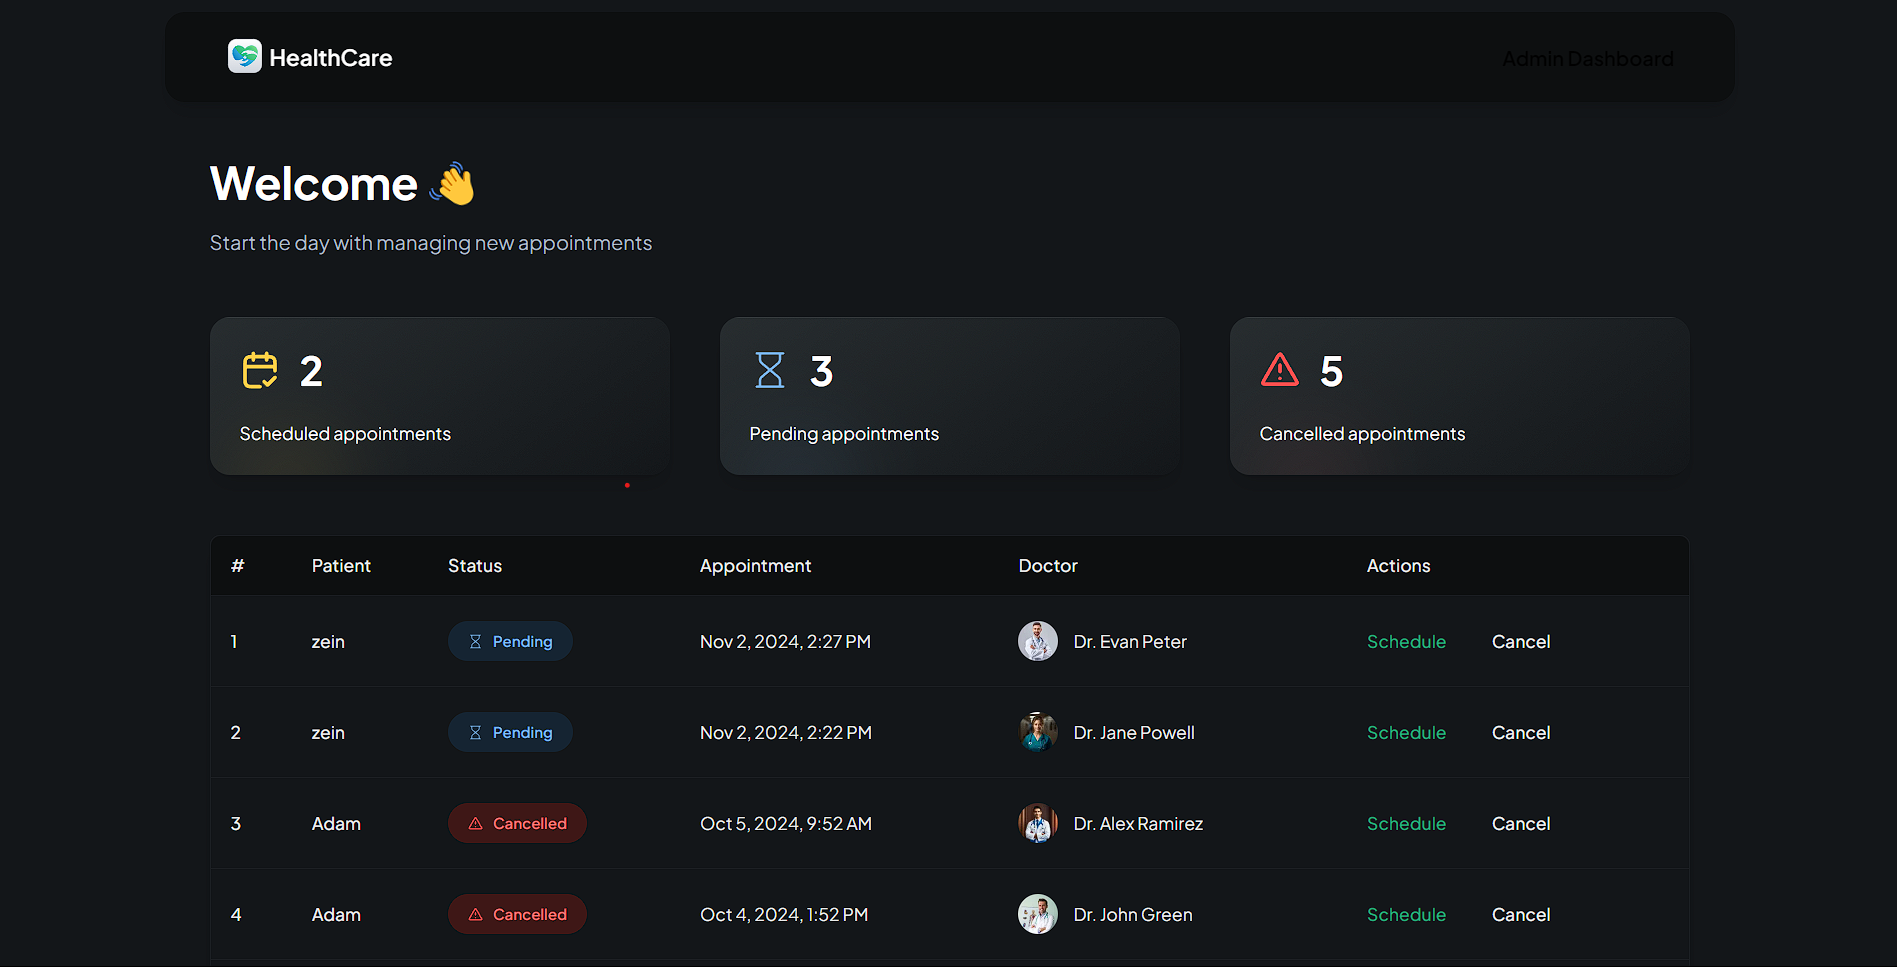 HealthCare
Admin Dashboard
Welcome 👋
Start the day with managing new appointments
2
Scheduled appointments
3
Pending appointments
5
Cancelled appointments
# Patient Status Appointment Doctor Actions
1 zein Pending Nov 2, 2024, 2:27 PM Dr. Evan Peter Schedule Cancel
2 zein Pending Nov 2, 2024, 2:22 PM Dr. Jane Powell Schedule Cancel
3 Adam Cancelled Oct 5, 2024, 9:52 AM Dr. Alex Ramirez Schedule Cancel
4 Adam Cancelled Oct 4, 2024, 1:52 PM Dr. John Green Schedule Cancel